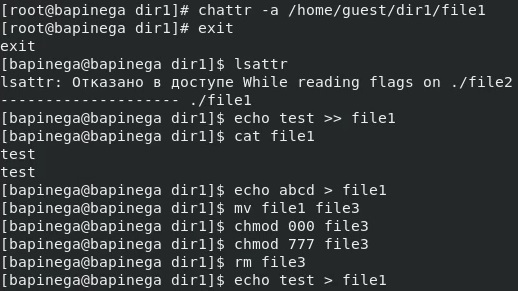 [root@bapinega dir1]# chattr -a /home/guest/dir1/file1
[root@bapinega dir1]# exit
exit
[bapinega@bapinega dir1]$ lsattr
lsattr: Отказано в доступе While reading flags on ./file2
-------------------- ./file1
[bapinega@bapinega dir1]$ echo test >> file1
[bapinega@bapinega dir1]$ cat file1
test
test
[bapinega@bapinega dir1]$ echo abcd > file1
[bapinega@bapinega dir1]$ mv file1 file3
[bapinega@bapinega dir1]$ chmod 000 file3
[bapinega@bapinega dir1]$ chmod 777 file3
[bapinega@bapinega dir1]$ rm file3
[bapinega@bapinega dir1]$ echo test > file1